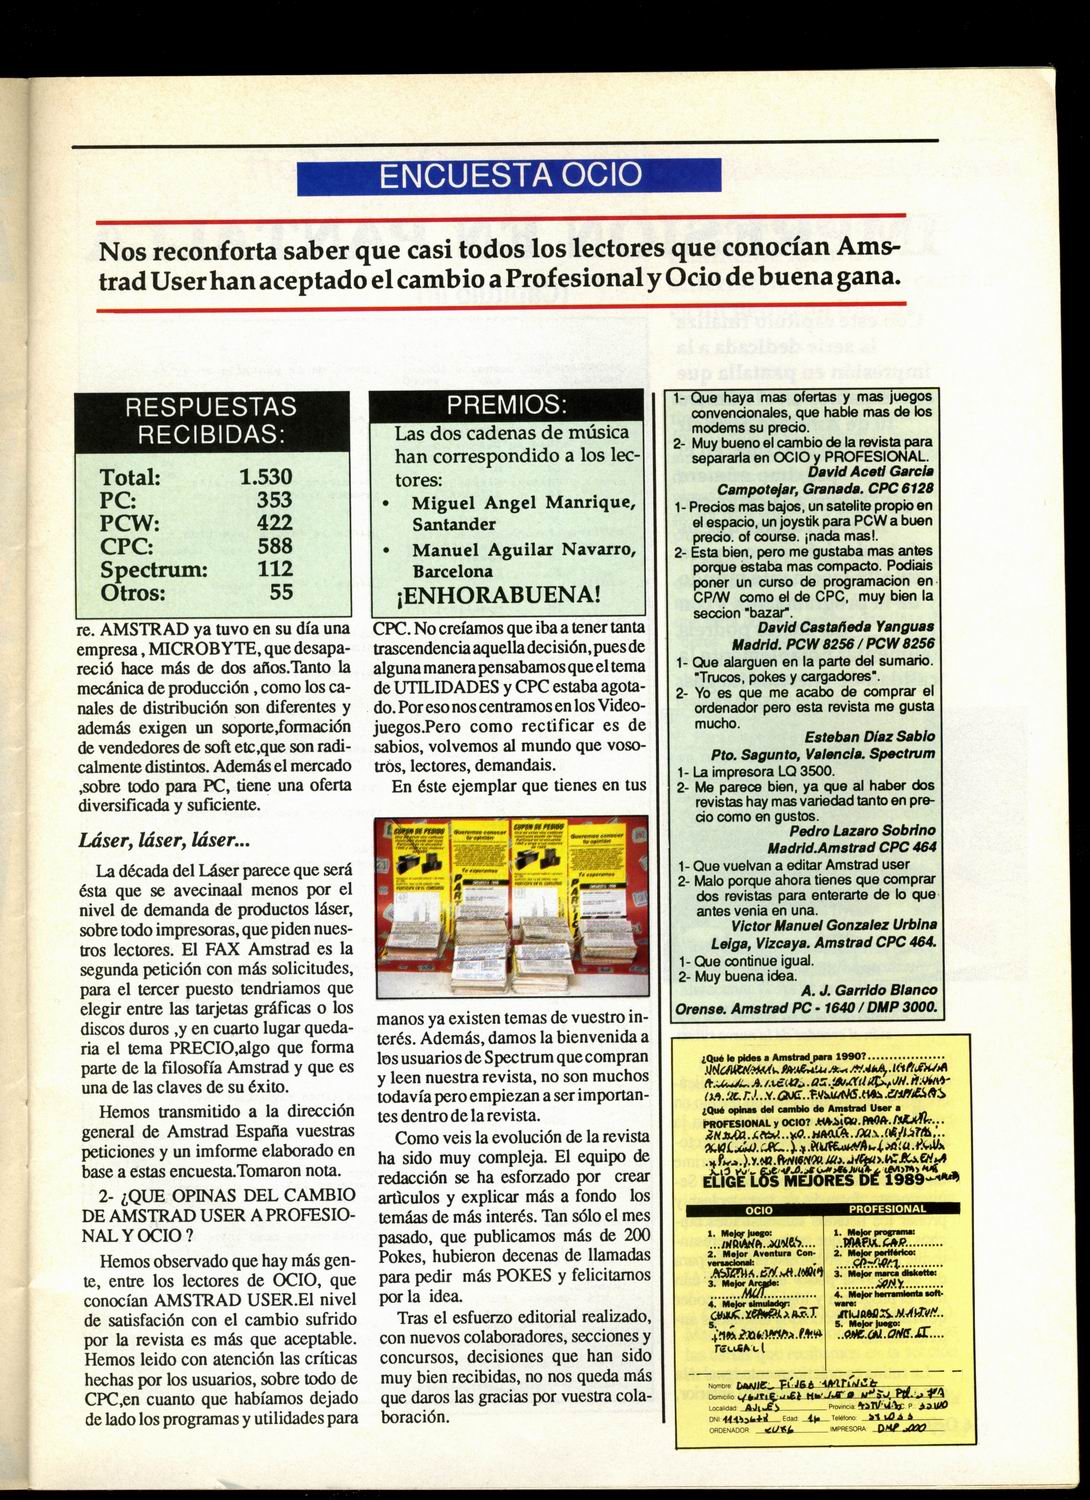 ENCUESTA OCIO
Nos reconforta saber que casi todos los lectores que conocían Ams-
trad User han aceptado el cambio a Profesional y Ocio de buena gana.
RESPUESTAS
RECIBIDAS:
Total: 1.530
PC: 353
PCW: 422
CPC: 588
Spectrum: 112
Otros: 55
re. AMSTRAD ya tuvo en su día una
empresa , MICROBYTE, que desapa-
reció hace más de dos años.Tanto la
mecánica de producción , como los ca-
nales de distribución son diferentes y
además exigen un soporte,formación
de vendedores de soft etc,que son radi-
calmente distintos. Además el mercado
,sobre todo para PC, tiene una oferta
diversificada y suficiente.
Láser, láser, láser...
La década del Láser parece que será
ésta que se avecinaal menos por el
nivel de demanda de productos láser,
sobre todo impresoras, que piden nues-
tros lectores. El FAX Amstrad es la
segunda petición con más solicitudes,
para el tercer puesto tendriamos que
elegir entre las tarjetas gráficas o los
discos duros ,y en cuarto lugar queda-
ria el tema PRECIO,algo que forma
parte de la filosofía Amstrad y que es
una de las claves de su éxito.
Hemos transmitido a la dirección
general de Amstrad España vuestras
peticiones y un imforme elaborado en
base a estas encuesta.Tomaron nota.
2- ¿QUE OPINAS DEL CAMBIO
DE AMSTRAD USER A PROFESIO-
NAL Y OCIO ?
Hemos observado que hay más gen-
te, entre los lectores de OCIO, que
conocían AMSTRAD USER.El nivel
de satisfación con el cambio sufrido
por la revista es más que aceptable.
Hemos leido con atención las críticas
hechas por los usuarios, sobre todo de
CPC,en cuanto que habíamos dejado
de lado los programas y utilidades para
PREMIOS:
Las dos cadenas de música
han correspondido a los lec-
tores:
• Miguel Angel Manrique,
Santander
• Manuel Aguilar Navarro,
Barcelona
¡ENHORABUENA!
CPC. No creíamos que iba a tener tanta
trascendencia aquella decisión, pues de
alguna manera pensabamos que el tema
de UTILIDADES y CPC estaba agota-
do. Por eso nos centramos en los Video-
juegos.Pero como rectificar es de
sabios, volvemos al mundo que voso-
tros, lectores, demandais.
En éste ejemplar que tienes en tus
CUPON DE PEDIDO
Queremos conocer
tu opinión
CUPON DE PEDIDO
Queremos conocer
tu opinión
manos ya existen temas de vuestro in-
terés. Además, damos la bienvenida a
los usuarios de Spectrum que compran
y leen nuestra revista, no son muchos
todavía pero empiezan a ser importan-
tes dentro de la revista.
Como veis la evolución de la revista
ha sido muy compleja. El equipo de
redacción se ha esforzado por crear
artìculos y explicar más a fondo los
temáas de más interés. Tan sólo el mes
pasado, que publicamos más de 200
Pokes, hubieron decenas de llamadas
para pedir más POKES y felicitarnos
por la idea.
Tras el esfuerzo editorial realizado,
con nuevos colaboradores, secciones y
concursos, decisiones que han sido
muy bien recibidas, no nos queda más
que daros las gracias por vuestra cola-
boración.
1- Que haya mas ofertas y mas juegos
convencionales, que hable mas de los
modems su precio.
2- Muy bueno el cambio de la revista para
separarla en OCIO y PROFESIONAL.
David Aceti García
Campotejar, Granada. CPC 6128
1- Precios mas bajos, un satelite propio en
el espacio, un joystik para PCW a buen
precio. of course. ¡nada mas!.
2- Esta bien, pero me gustaba mas antes
porque estaba mas compacto. Podiais
poner un curso de programacion en
CP/W como el de CPC, muy bien la
seccion "bazar".
David Castañeda Yanguas
Madrid. PCW 8256 / PCW 8256
1- Que alarguen en la parte del sumario.
"Trucos, pokes y cargadores".
2- Yo es que me acabo de comprar el
ordenador pero esta revista me gusta
mucho.
Esteban Díaz Sablo
Pto. Sagunto, Valencia. Spectrum
1- La impresora LQ 3500.
2- Me parece bien, ya que al haber dos
revistas hay mas variedad tanto en pre-
cio como en gustos.
Pedro Lazaro Sobrino
Madrid.Amstrad CPC 464
1- Que vuelvan a editar Amstrad user
2- Malo porque ahora tienes que comprar
dos revistas para enterarte de lo que
antes venia en una.
Victor Manuel Gonzalez Urbina
Leiga, Vizcaya. Amstrad CPC 464.
1- Que continue igual.
2- Muy buena idea.
A. J. Garrido Blanco
Orense. Amstrad PC - 1640 / DMP 3000.
¿Qué le pides a Amstrad para 1990?
¿Qué opinas del cambio de Amstrad User a
PROFESIONAL y OCIO?
ELIGE LOS MEJORES DE 1989
OCIO
1. Mejor juego:
INDIANA JONES
2. Mejor Aventura Con-
versacional:
3. Mejor Arcade:
4. Mejor simulador:
5.
PROFESIONAL
1. Mejor programa:
2. Mejor periférico:
CD-ROM
3. Mejor marca diskette:
SONY
4. Mejor herramienta soft-
ware:
5. Mejor juego:
Nombre DANIEL
Domicilio
Localidad AVILÉS Provincia C. P.
DNI Edad 16 Teléfono:
ORDENADOR IMPRESORA DMP 2000